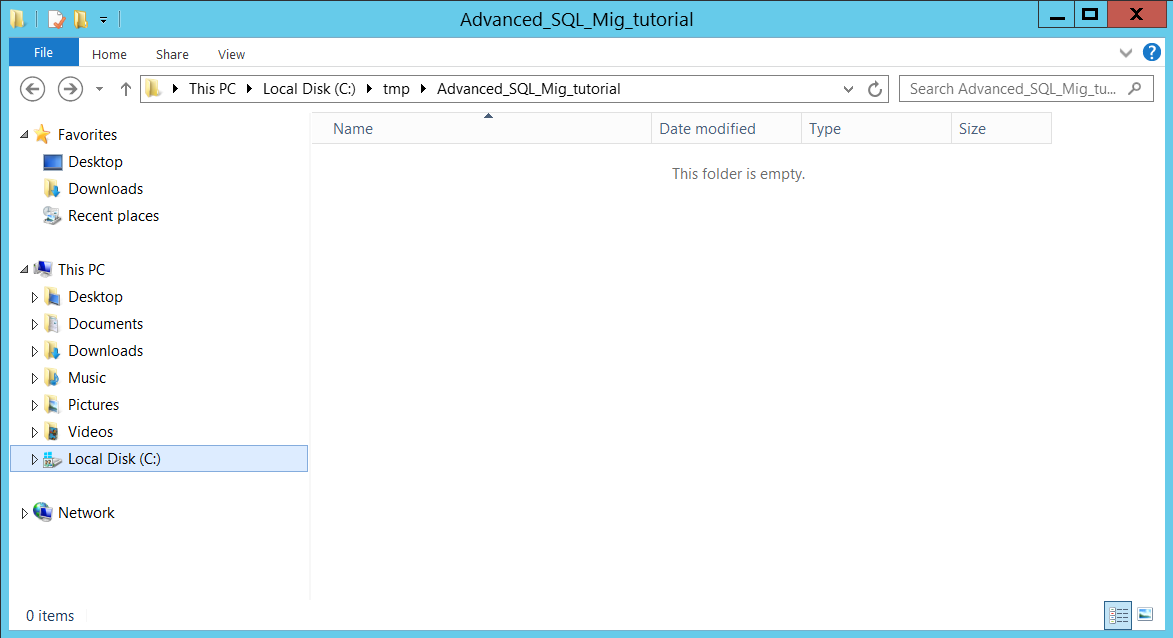 Advanced_SQL_Mig_tutorial
File Home Share View
This PC Local Disk (C:) tmp Advanced_SQL_Mig_tutorial
Search Advanced_SQL_Mig_tu...
Favorites
Desktop
Downloads
Recent places
This PC
Desktop
Documents
Downloads
Music
Pictures
Videos
Local Disk (C:)
Network
Name Date modified Type Size
This folder is empty.
0 items